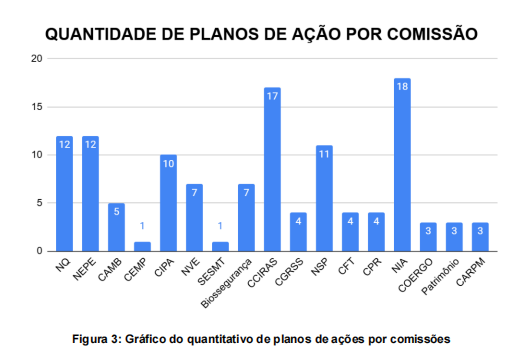 QUANTIDADE DE PLANOS DE AÇÃO POR COMISSÃO
20
15
10
5
0
12
12
5
1
10
7
1
7
17
4
11
4
4
18
3
3
3
NQ
NEPE
CAMB
CEMP
CIPA
NVE
SESMT
Biossegurança
CCIRAS
CGRSS
NSP
CFT
CPR
NIA
COERGO
Patrimônio
CARPM
Figura 3: Gráfico do quantitativo de planos de ações por comissões